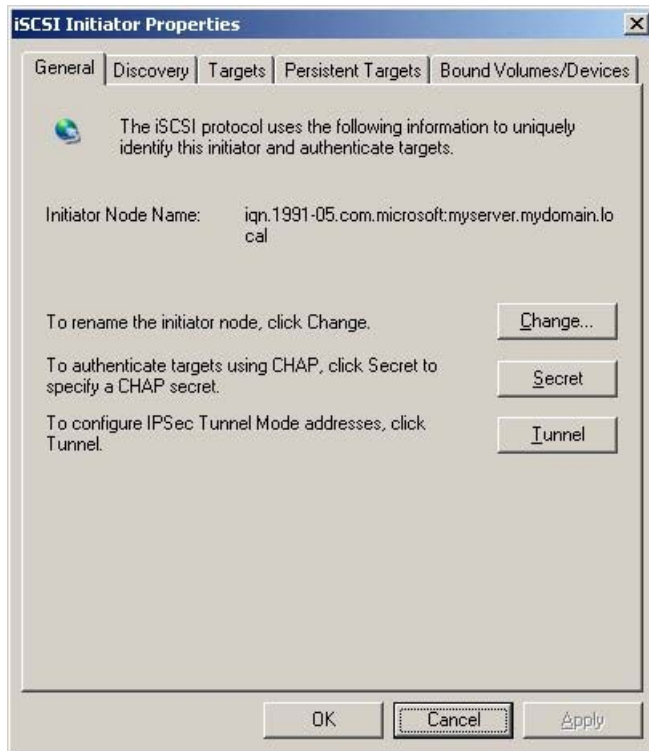 iSCSI Initiator Properties
General Discovery Targets Persistent Targets Bound Volumes/Devices
The iSCSI protocol uses the following information to uniquely
identify this initiator and authenticate targets.
Initiator Node Name: iqn.1991-05.com.microsoft:myserver.mydomain.lo
cal
To rename the initiator node, click Change. Change...
To authenticate targets using CHAP, click Secret to
specify a CHAP secret. Secret
To configure IPSec Tunnel Mode addresses, click
Tunnel. Tunnel
OK Cancel Apply